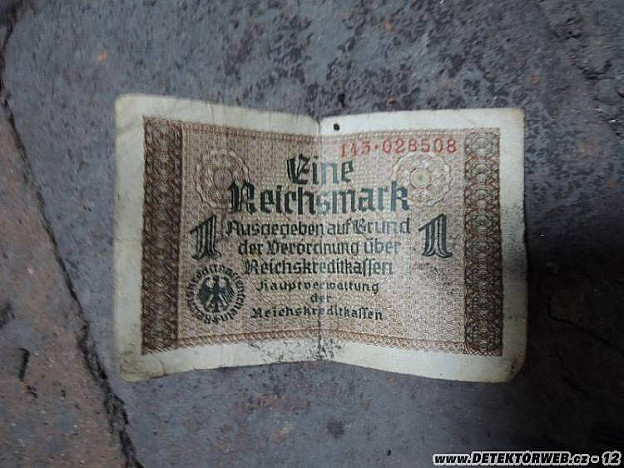 143·028508
Eine
Reichsmark
1 Ausgegeben auf Grund 1
der Verordnung über
Reichskreditkassen
Hauptverwaltung
der
Reichskreditkassen
www.DETEKTORWEB.cz - 12